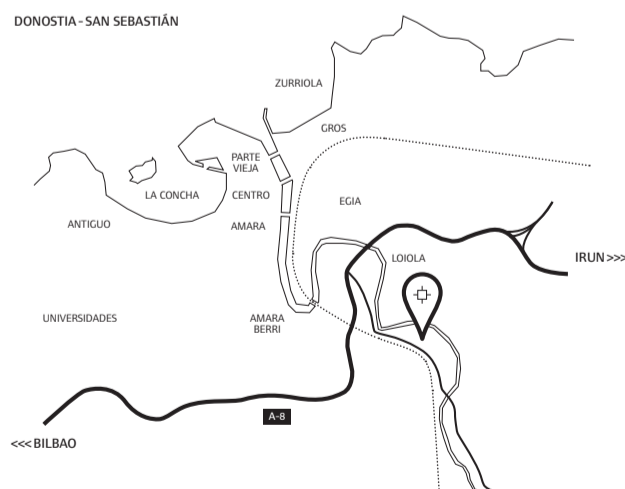 DONOSTIA - SAN SEBASTIÁN
ZURRIOLA
GROS
PARTE
VIEJA
LA CONCHA
CENTRO
EGIA
ANTIGUO
AMARA
LOIOLA
IRUN >>>
UNIVERSIDADES
AMARA
BERRI
A-8
<<< BILBAO